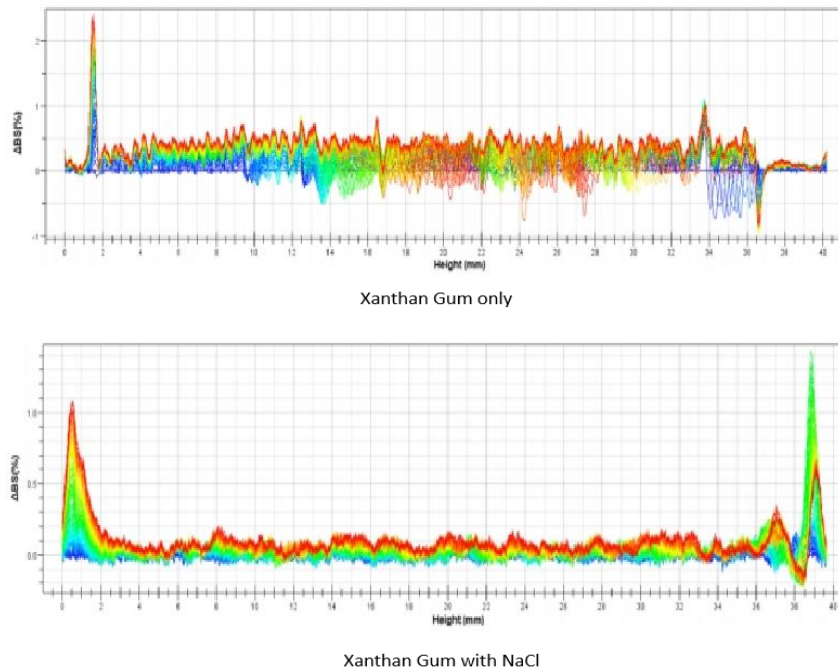 2
1
0
-1
ΔBS(%)
0 2 4 6 8 10 12 14 16 18 20 22 24 26 28 30 32 34 36 38 40
Height (mm)
Xanthan Gum only
1.0
0.5
0.0
ΔBS(%)
0 2 4 6 8 10 12 14 16 18 20 22 24 26 28 30 32 34 36 38 40
Height (mm)
Xanthan Gum with NaCl